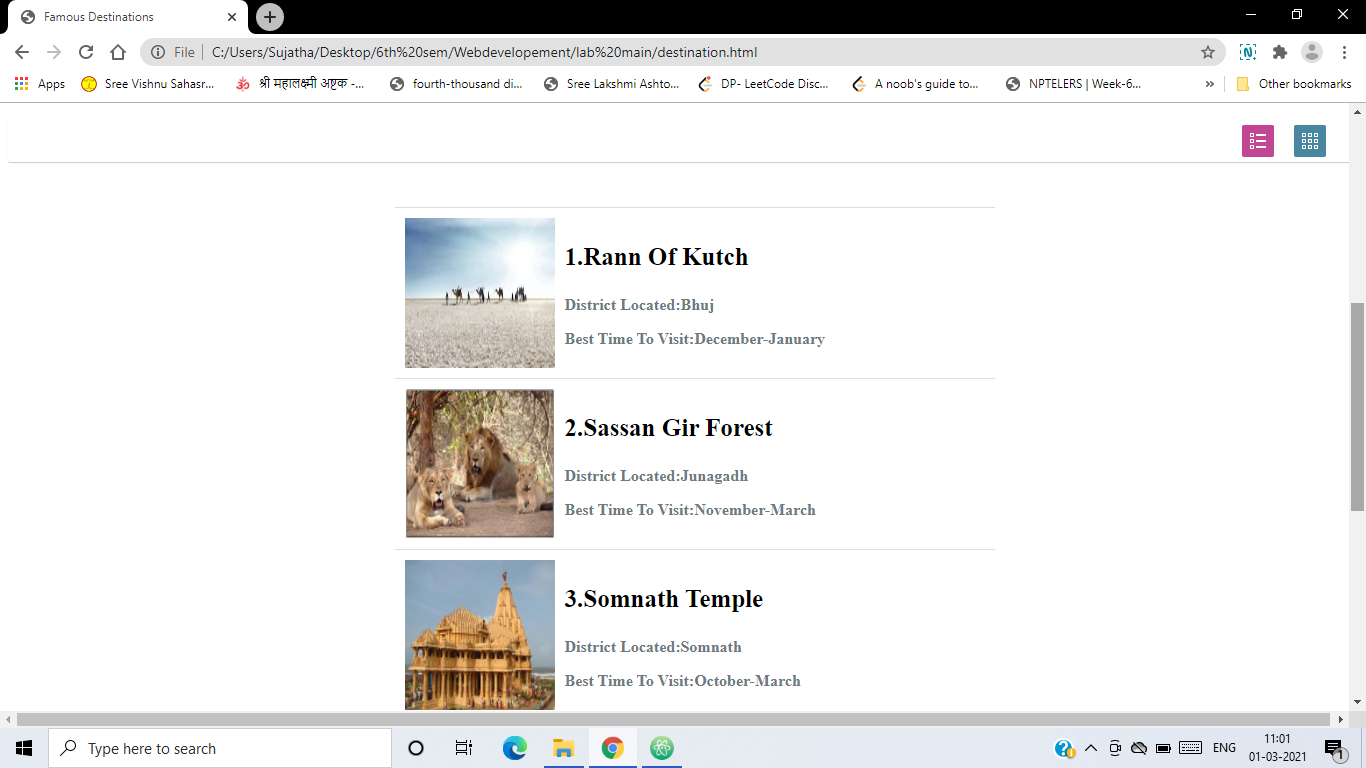 Famous Destinations
File
C:/Users/Sujatha/Desktop/6th%20sem/Webdevelopement/lab%20main/destination.html
Apps
Sree Vishnu Sahasr...
श्री महालक्ष्मी अष्टक -...
fourth-thousand di...
Sree Lakshmi Ashto...
DP- LeetCode Disc...
A noob's guide to...
NPTELERS | Week-6...
»
Other bookmarks
1.Rann Of Kutch
District Located:Bhuj
Best Time To Visit:December-January
2.Sassan Gir Forest
District Located:Junagadh
Best Time To Visit:November-March
3.Somnath Temple
District Located:Somnath
Best Time To Visit:October-March
Type here to search
ENG
11:01
01-03-2021
1